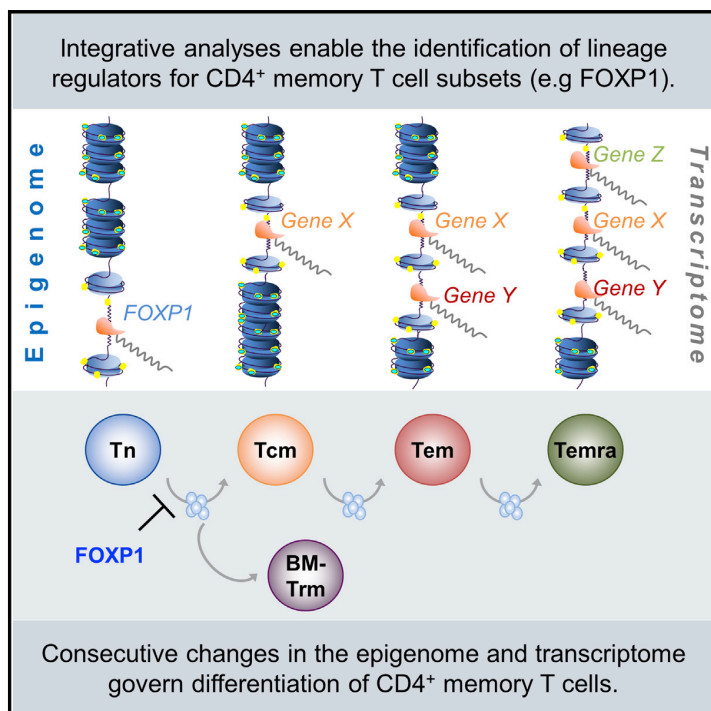 Integrative analyses enable the identification of lineage
regulators for CD4⁺ memory T cell subsets (e.g FOXP1).
Epigenome
FOXP1
Gene X
Gene X
Gene Y
Gene Z
Gene X
Gene Y
Transcriptome
Tn
Tcm
Tem
Temra
FOXP1
BM-
Trm
Consecutive changes in the epigenome and transcriptome
govern differentiation of CD4⁺ memory T cells.